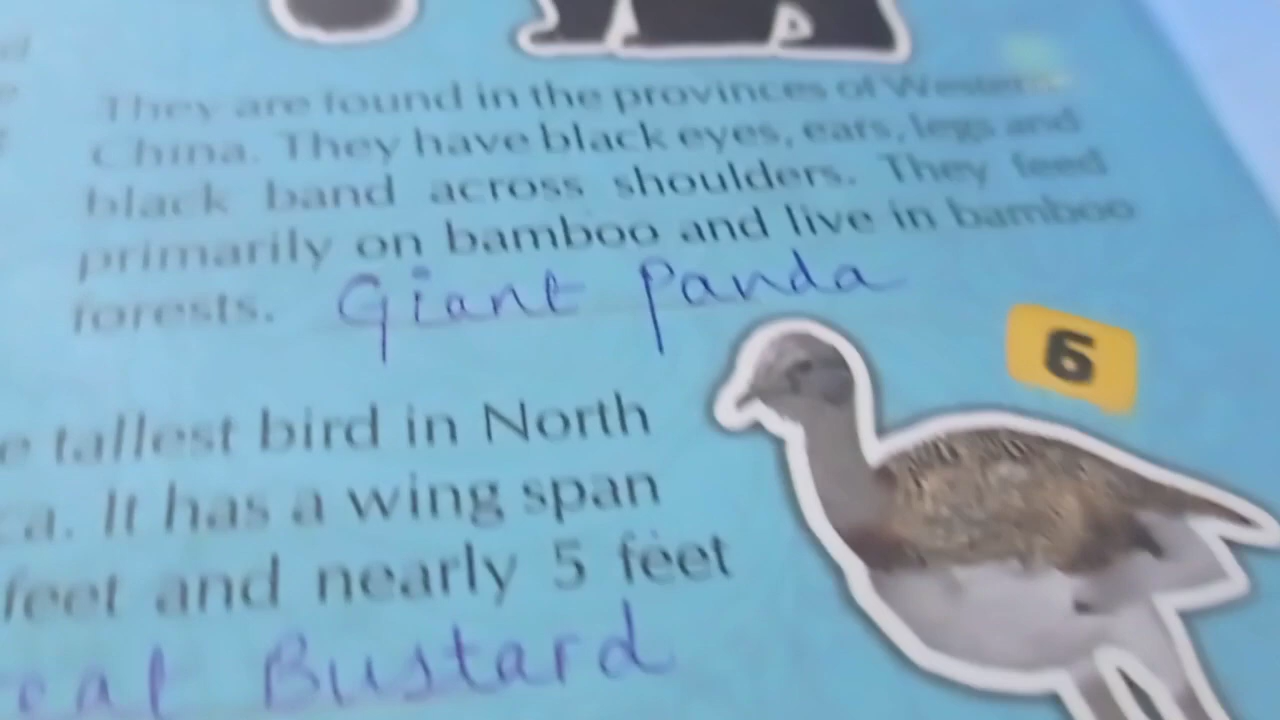 They are found in the provinces of Western
China. They have black eyes, ears, legs and
black band across shoulders. They feed
primarily on bamboo and live in bamboo
forests. Giant Panda
6
tallest bird in North
It has a wing span
feet and nearly 5 feet
Bustard